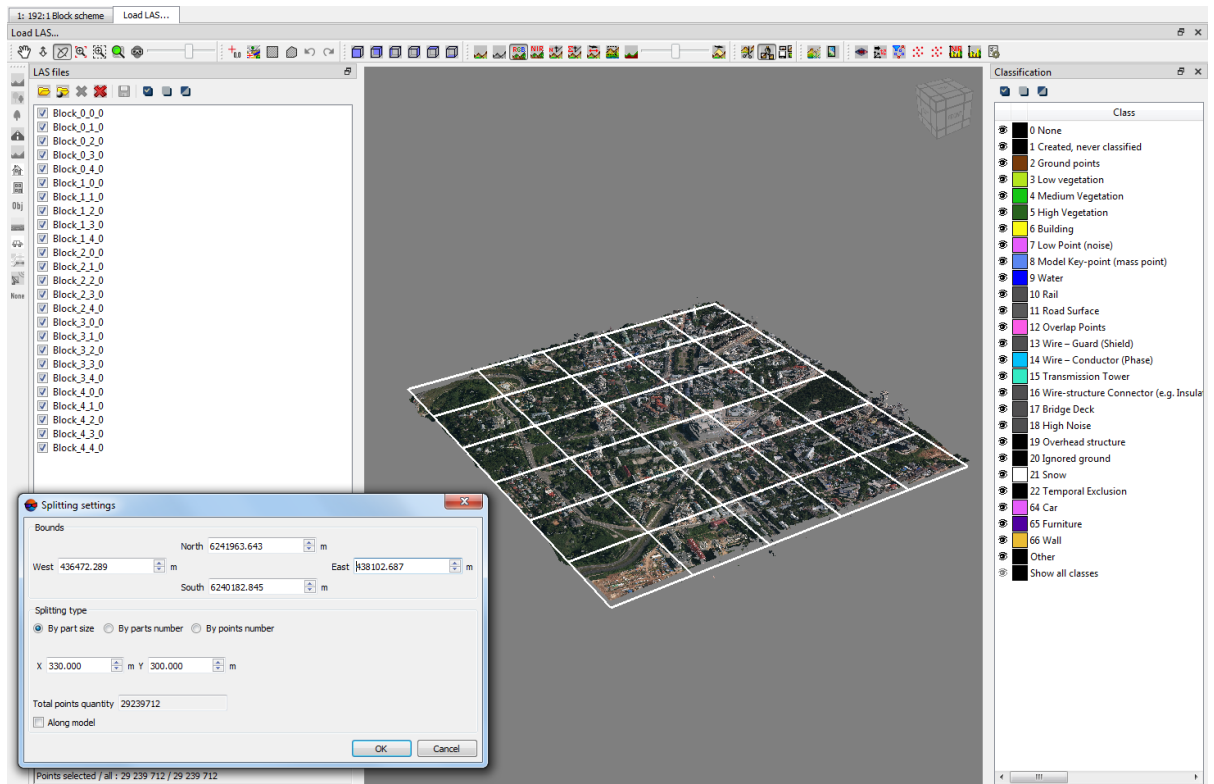 1: 192:1 Block scheme
Load LAS...
Load LAS...
0.0
RGB
NIR
LAS files
Obj
None
Block_0_0_0
Block_0_1_0
Block_0_2_0
Block_0_3_0
Block_0_4_0
Block_1_0_0
Block_1_1_0
Block_1_2_0
Block_1_3_0
Block_1_4_0
Block_2_0_0
Block_2_1_0
Block_2_2_0
Block_2_3_0
Block_2_4_0
Block_3_0_0
Block_3_1_0
Block_3_2_0
Block_3_3_0
Block_3_4_0
Block_4_0_0
Block_4_1_0
Block_4_2_0
Block_4_3_0
Block_4_4_0
Splitting settings
Bounds
North 6241963.643 m
West 436472.289 m East 438102.687 m
South 6240182.845 m
Splitting type
By part size By parts number By points number
X 330.000 m Y 300.000 m
Total points quantity 29239712
Along model
OK Cancel
Points selected / all : 29 239 712 / 29 239 712
Classification
Class
0 None
1 Created, never classified
2 Ground points
3 Low vegetation
4 Medium Vegetation
5 High Vegetation
6 Building
7 Low Point (noise)
8 Model Key-point (mass point)
9 Water
10 Rail
11 Road Surface
12 Overlap Points
13 Wire – Guard (Shield)
14 Wire – Conductor (Phase)
15 Transmission Tower
16 Wire-structure Connector (e.g. Insula
17 Bridge Deck
18 High Noise
19 Overhead structure
20 Ignored ground
21 Snow
22 Temporal Exclusion
64 Car
65 Furniture
66 Wall
Other
Show all classes